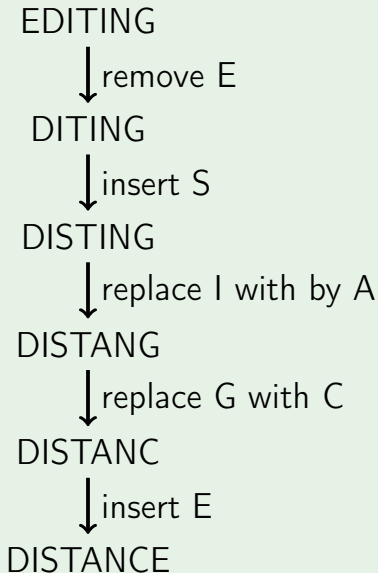 EDITING
remove E
DITING
insert S
DISTING
replace I with by A
DISTANG
replace G with C
DISTANC
insert E
DISTANCE